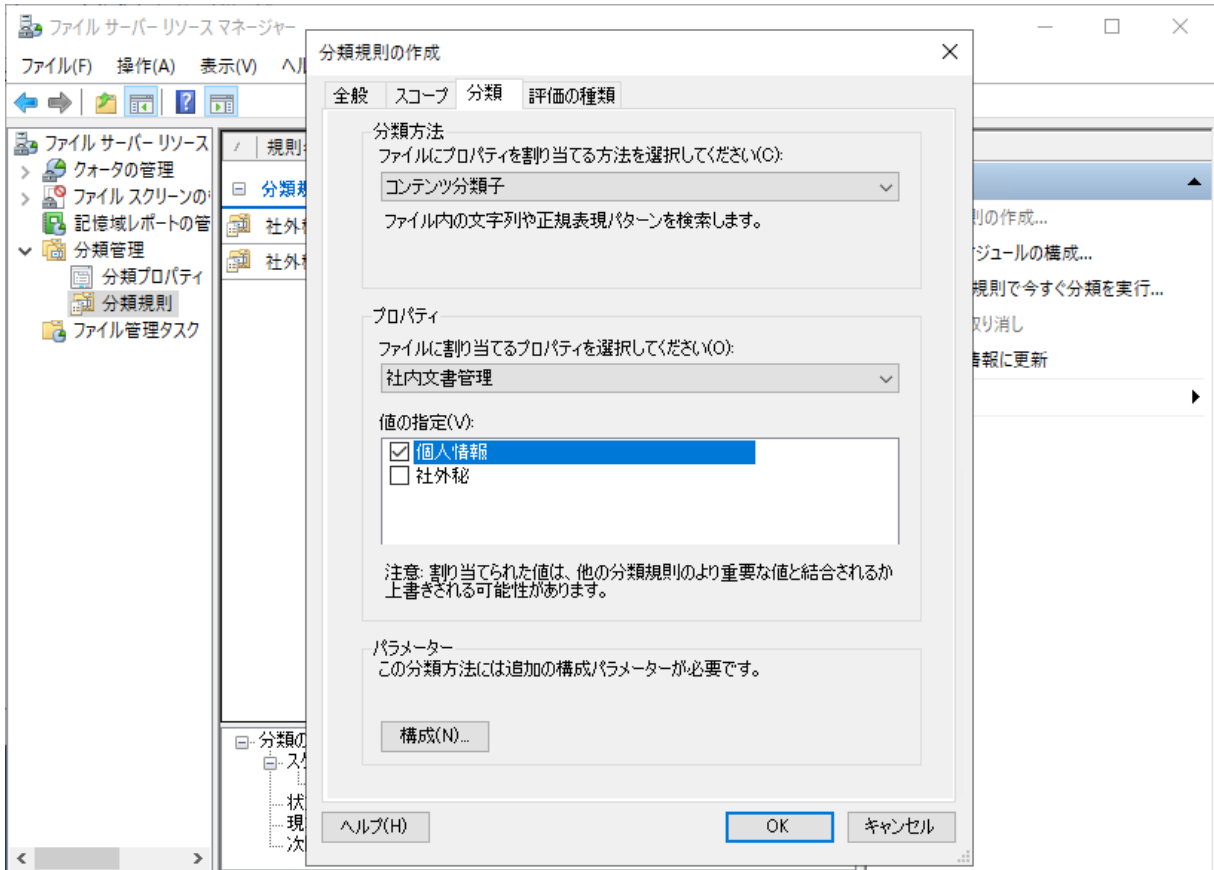 ファイル サーバー リソース マネージャー
ファイル(F) 操作(A) 表示(V) ヘル
ファイル サーバー リソース
クォータの管理
ファイル スクリーンの
記憶域レポートの管
分類管理
分類プロパティ
分類規則
ファイル管理タスク
規則
分類規
社外
社外
分類の
スケ
状
現
次
分類規則の作成
全般 スコープ 分類 評価の種類
分類方法
ファイルにプロパティを割り当てる方法を選択してください(C):
コンテンツ分類子
ファイル内の文字列や正規表現パターンを検索します。
プロパティ
ファイルに割り当てるプロパティを選択してください(O):
社内文書管理
値の指定(V):
個人情報
社外秘
注意: 割り当てられた値は、他の分類規則のより重要な値と結合されるか
上書きされる可能性があります。
パラメーター
この分類方法には追加の構成パラメーターが必要です。
構成(N)...
ヘルプ(H) OK キャンセル
則の作成...
ジュールの構成...
規則で今すぐ分類を実行...
取り消し
情報に更新